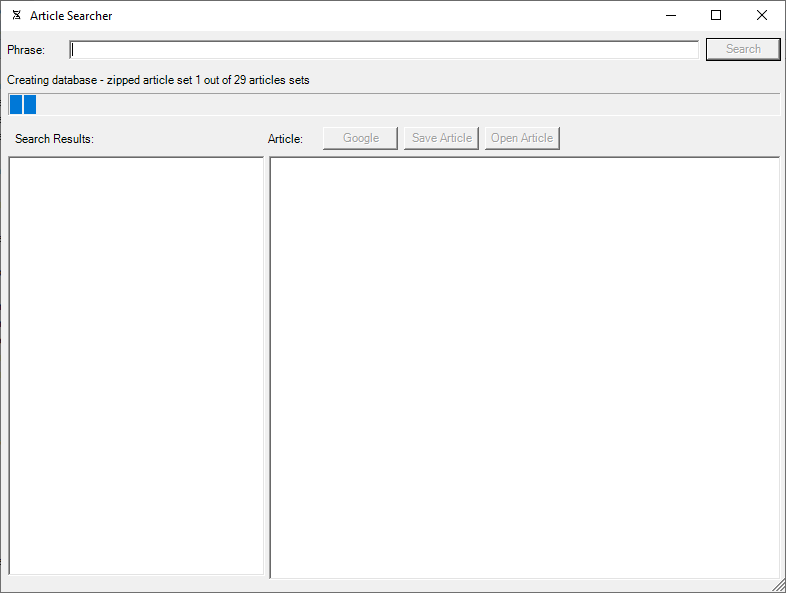 Article Searcher
Phrase: Search
Creating database - zipped article set 1 out of 29 articles sets
Search Results: Article: Google Save Article Open Article